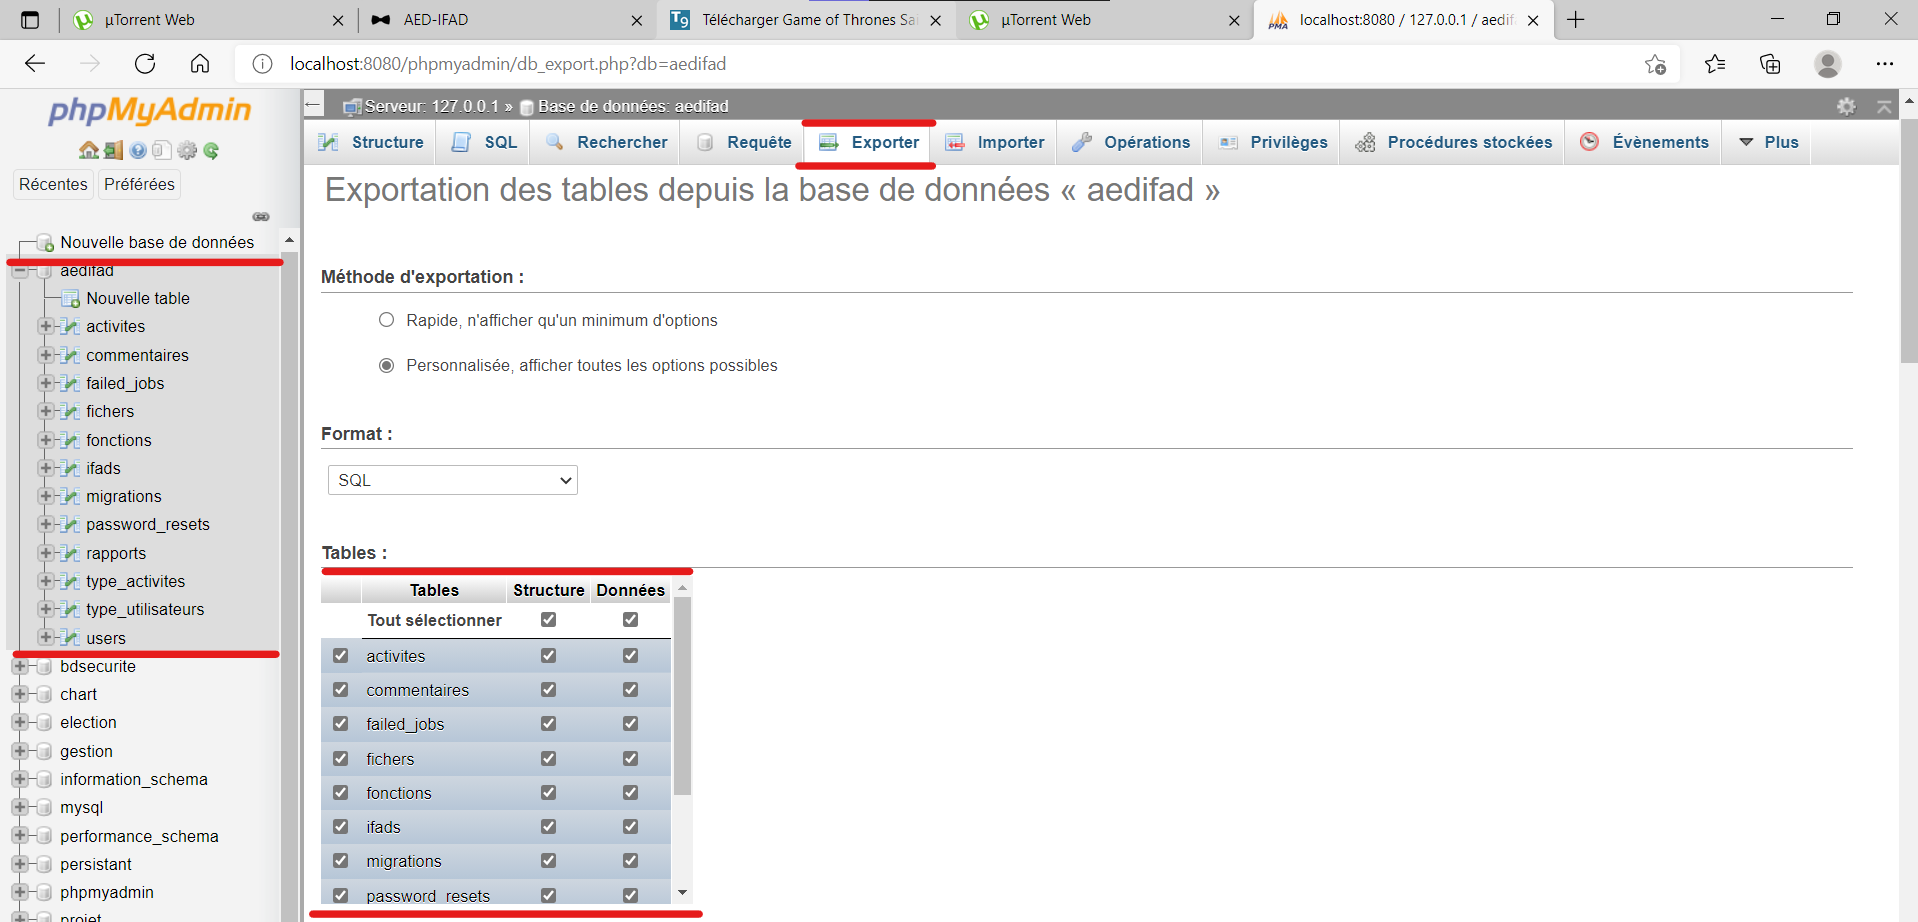 µTorrent Web
AED-IFAD
Télécharger Game of Thrones Sai
µTorrent Web
localhost:8080 / 127.0.0.1 / aedif
localhost:8080/phpmyadmin/db_export.php?db=aedifad
phpMyAdmin
Récentes
Préférées
Nouvelle base de données
aedifad
Nouvelle table
activites
commentaires
failed_jobs
fichers
fonctions
ifads
migrations
password_resets
rapports
type_activites
type_utilisateurs
users
bdsecurite
chart
election
gestion
information_schema
mysql
performance_schema
persistant
phpmyadmin
projet
Serveur: 127.0.0.1 » Base de données: aedifad
Structure
SQL
Rechercher
Requête
Exporter
Importer
Opérations
Privilèges
Procédures stockées
Évènements
Plus
Exportation des tables depuis la base de données « aedifad »
Méthode d'exportation :
Rapide, n'afficher qu'un minimum d'options
Personnalisée, afficher toutes les options possibles
Format :
SQL
Tables :
Tables Structure Données
Tout sélectionner
activites
commentaires
failed_jobs
fichers
fonctions
ifads
migrations
password_resets